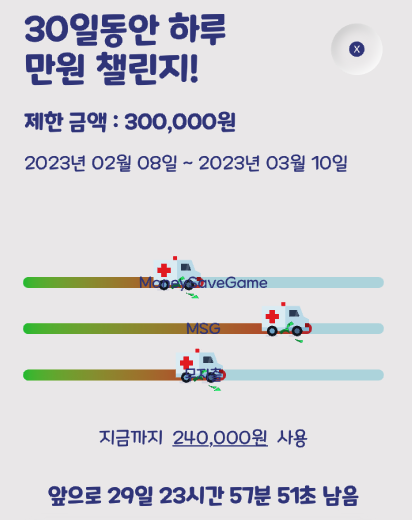 30일동안 하루
만원 챌린지!
X
제한 금액 : 300,000원
2023년 02월 08일 ~ 2023년 03월 10일
MoneySaveGame
MSG
지금까지 240,000원 사용
앞으로 29일 23시간 57분 51초 남음